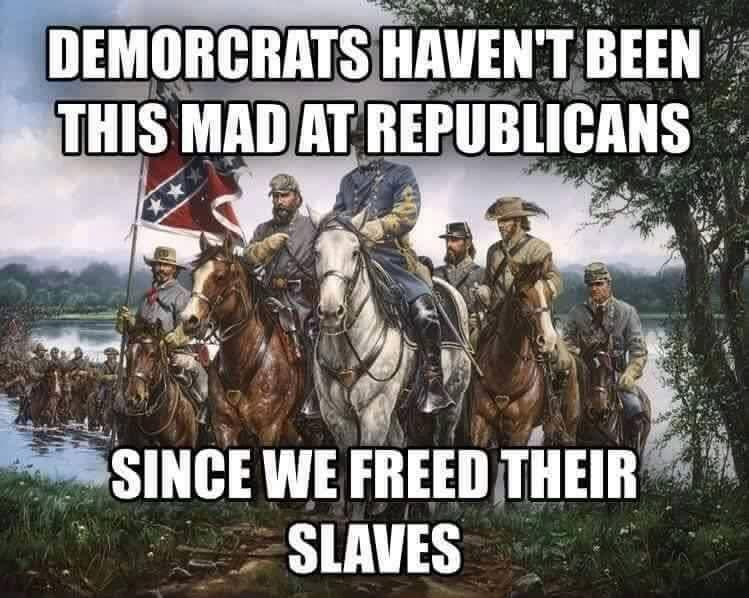 DEMORCRATS HAVEN'T BEEN
THIS MAD AT REPUBLICANS
SINCE WE FREED THEIR
SLAVES